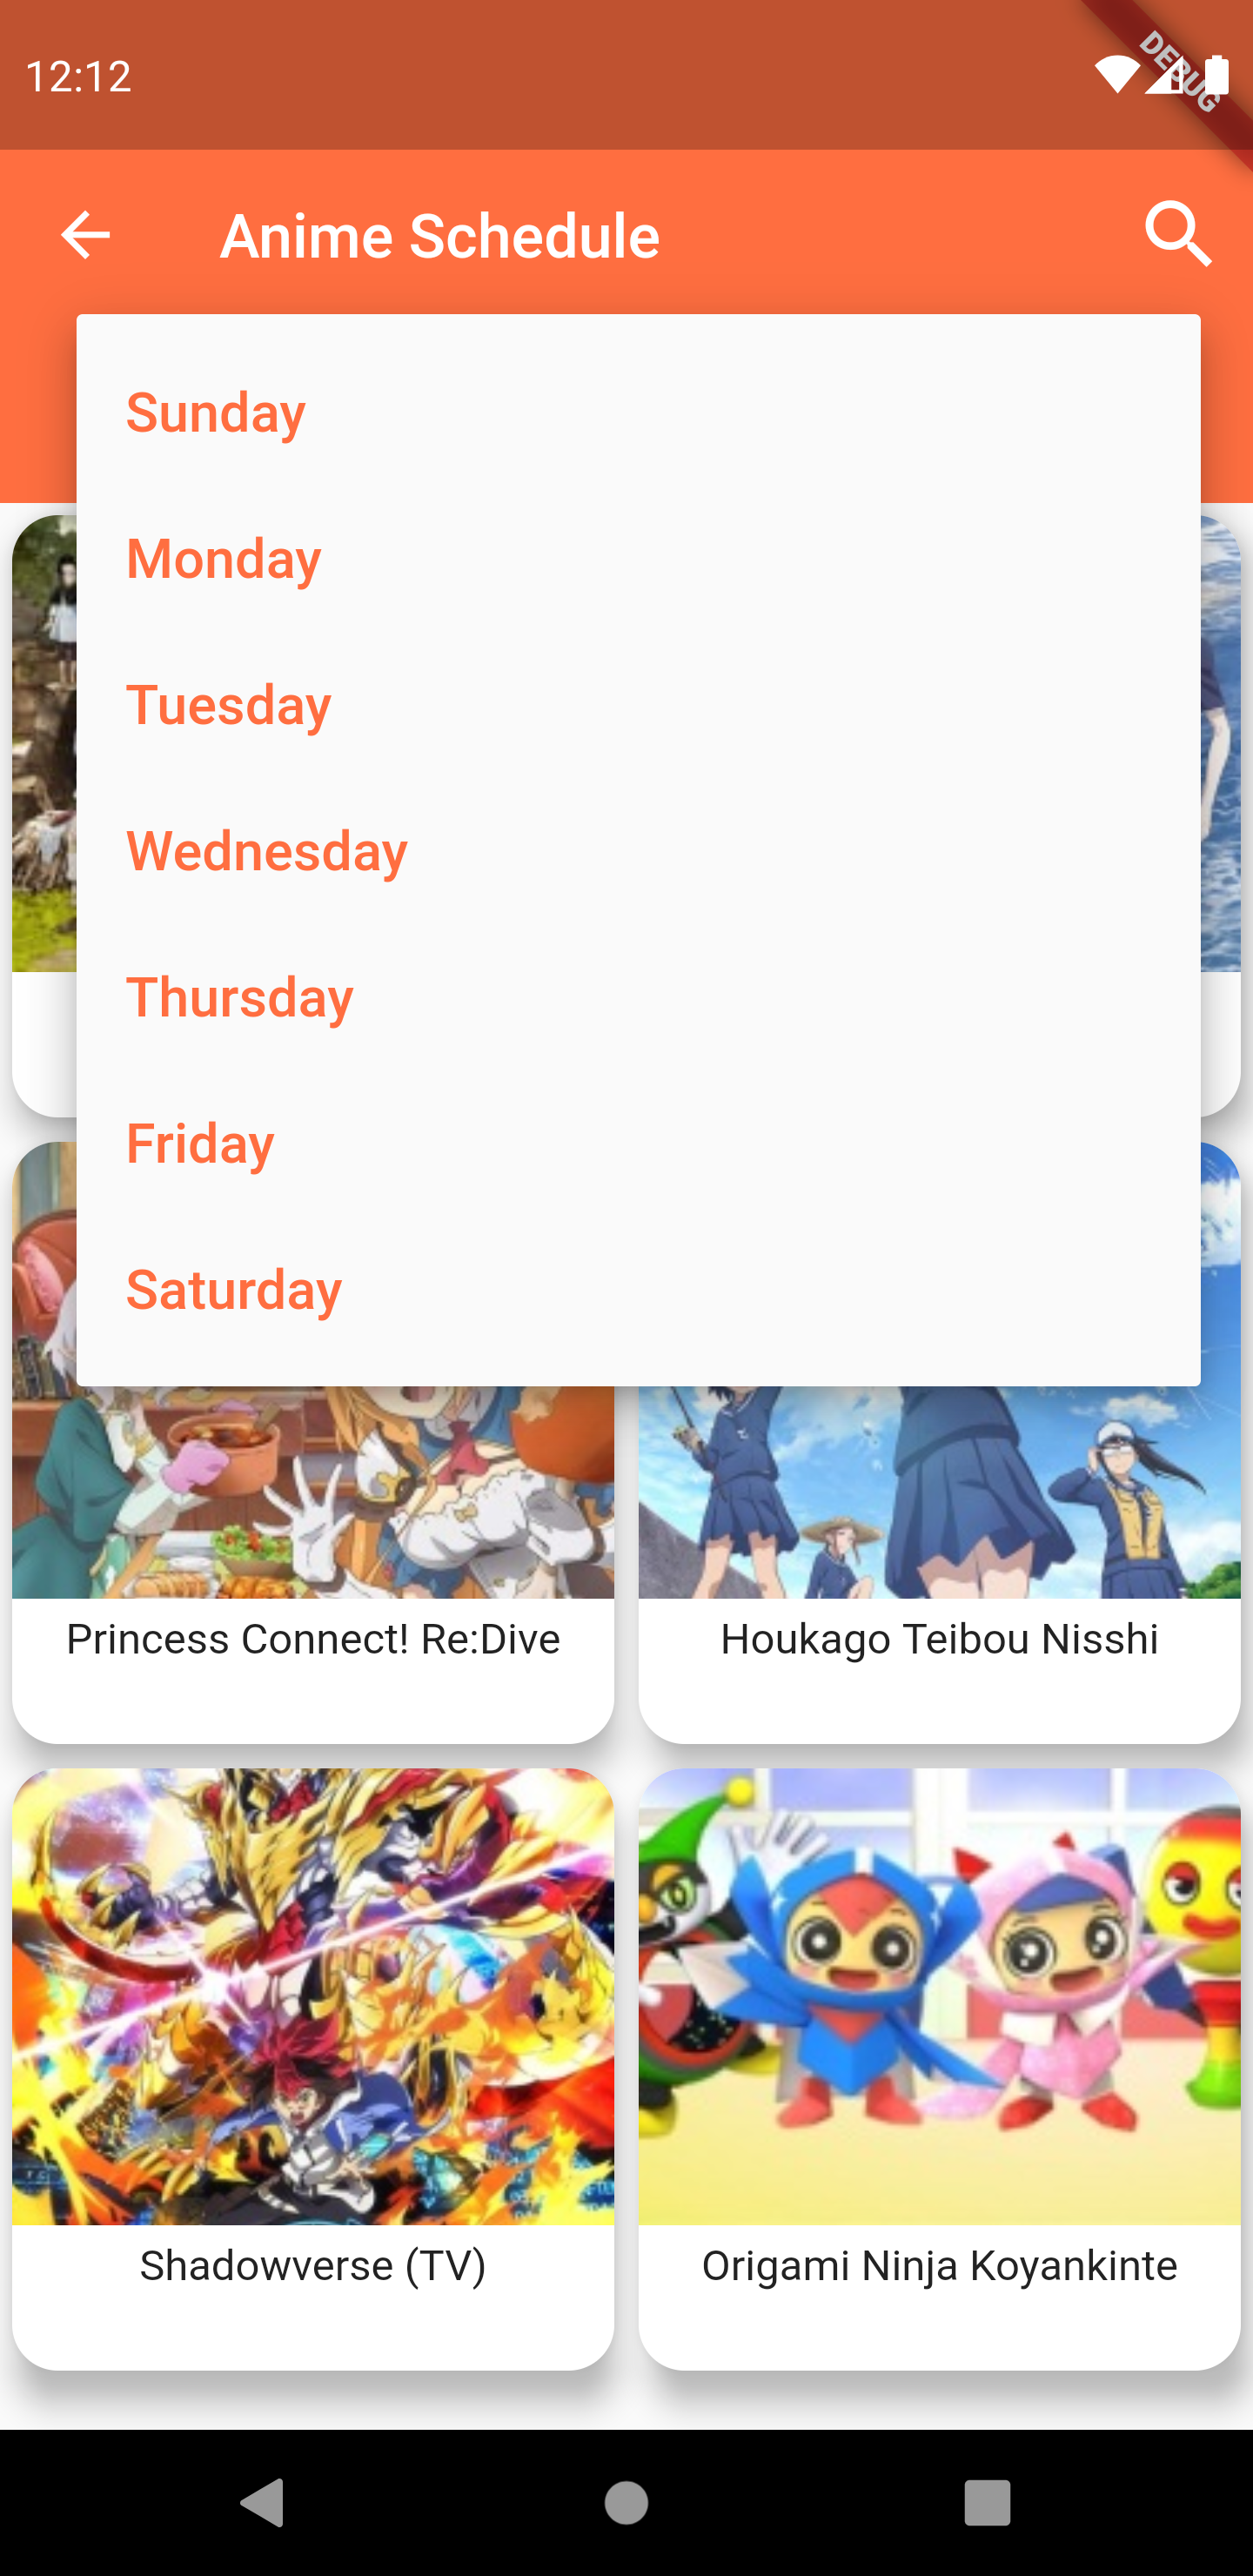 12:12
DEBUG
Anime Schedule
Sunday
Monday
Tuesday
Wednesday
Thursday
Friday
Saturday
Princess Connect! Re:Dive
Houkago Teibou Nisshi
Shadowverse (TV)
Origami Ninja Koyankinte